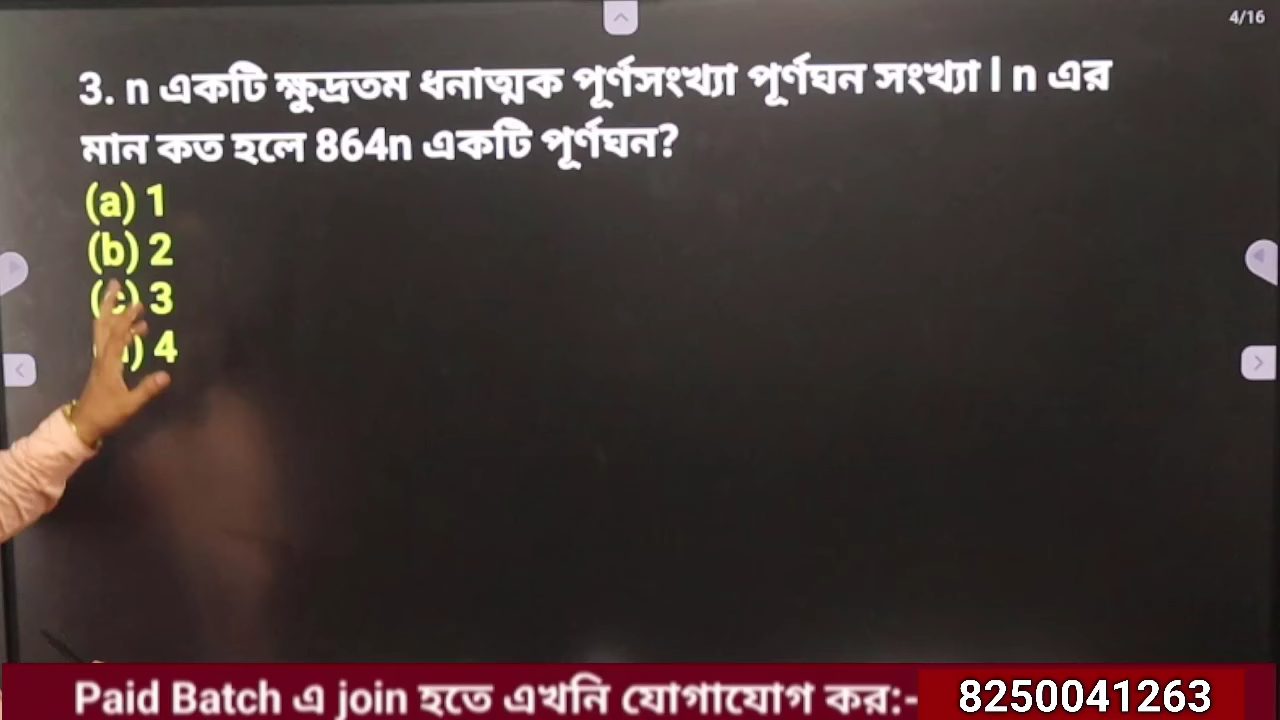 4/16
3. n একটি ক্ষুদ্রতম ধনাত্মক পূর্ণসংখ্যা পূর্ণঘন সংখ্যা l n এর
মান কত হলে 864n একটি পূর্ণঘন?
(a) 1
(b) 2
(c) 3
) 4
Paid Batch এ join হতে এখনি যোগাযোগ কর:- 8250041263